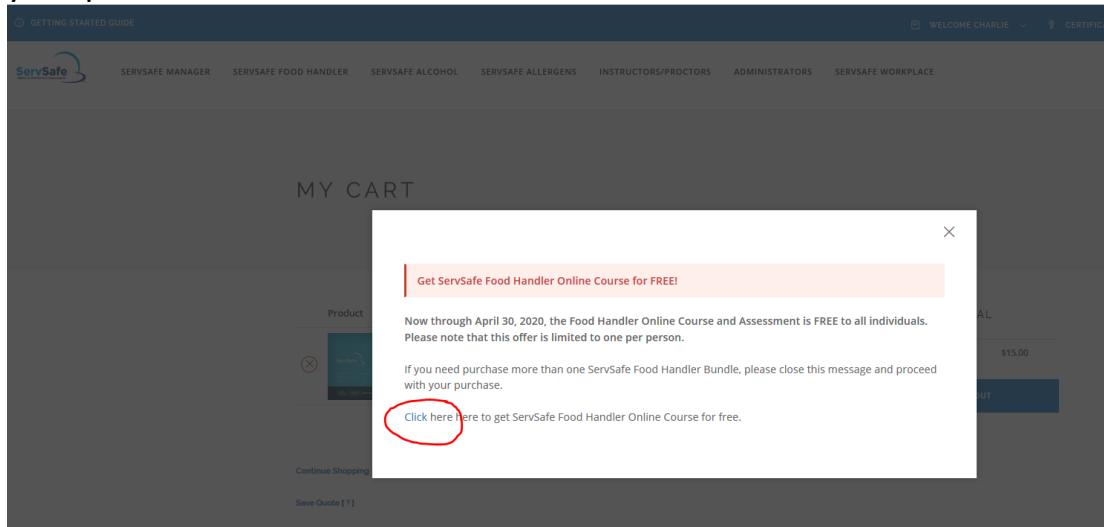 GETTING STARTED GUIDE
WELCOME CHARLIE
CERTIFIC
ServSafe
SERVSAFE MANAGER SERVSAFE FOOD HANDLER SERVSAFE ALCOHOL SERVSAFE ALLERGENS INSTRUCTORS/PROCTORS ADMINISTRATORS SERVSAFE WORKPLACE
MY CART
Get ServSafe Food Handler Online Course for FREE!
Product
AL
Now through April 30, 2020, the Food Handler Online Course and Assessment is FREE to all individuals.
Please note that this offer is limited to one per person.
$15.00
If you need purchase more than one ServSafe Food Handler Bundle, please close this message and proceed
with your purchase.
OUT
Click here here to get ServSafe Food Handler Online Course for free.
Continue Shopping
Save Quote [ ? ]